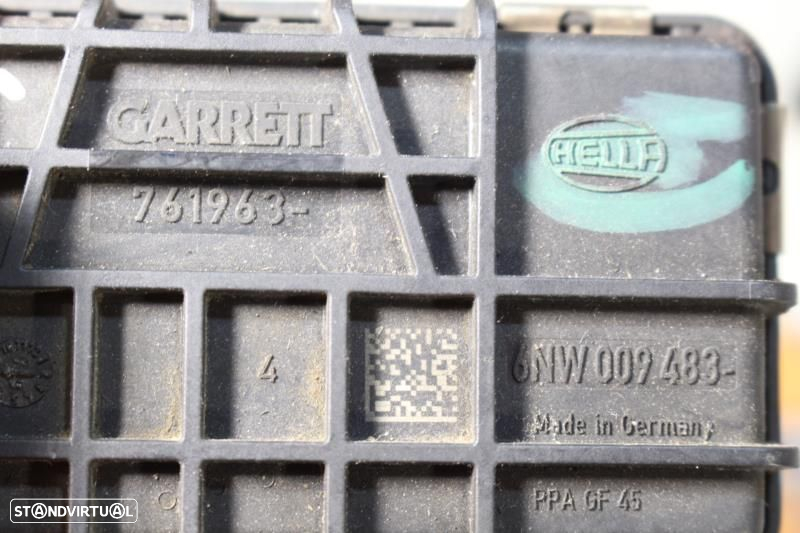 GARRETT
HELLA
761963-
4
6NW 009 483-
Made in Germany
PPA GF 45
STANDVIRTUAL